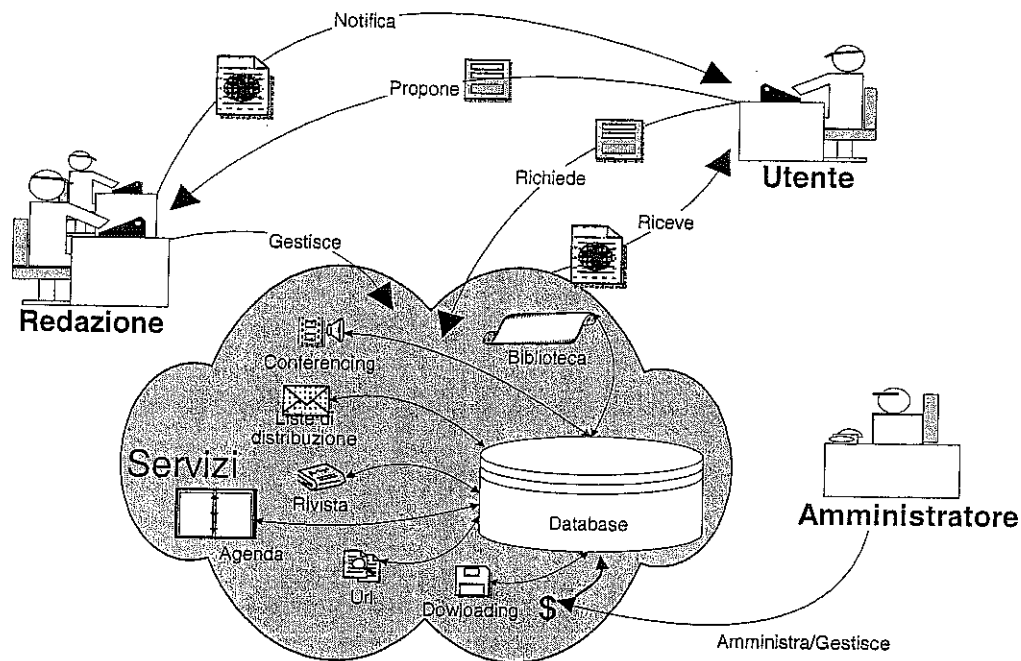 Notifica
Propone
Richiede
Utente
Riceve
Gestisce
Redazione
Conferencing
Biblioteca
Liste di
distribuzione
Servizi
Rivista
Database
Amministratore
Agenda
Url
Dowloading
$
Amministra/Gestisce